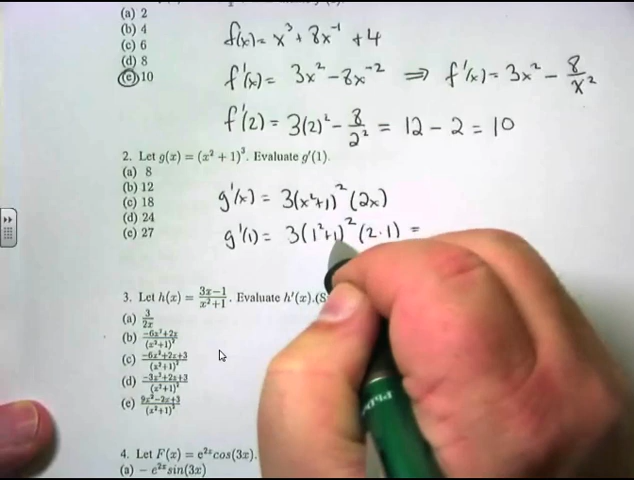 (a) 2
(b) 4
(c) 6
(d) 8
(e) 10
f(x) = x³ + 8x⁻¹ + 4
f'(x) = 3x² - 8x⁻² ⇒ f'(x) = 3x² - 8/x²
f'(2) = 3(2)² - 8/2² = 12 - 2 = 10
2. Let g(x) = (x² + 1)³. Evaluate g'(1).
(a) 8
(b) 12
(c) 18
(d) 24
(e) 27
g'(x) = 3(x²+1)² (2x)
g'(1) = 3(1²+1)² (2·1) =
3. Let h(x) = (3x-1)/(x²+1). Evaluate h'(x).(S
(a) 3/2x
(b) (-6x²+2x)/(x²+1)²
(c) (-6x²+2x+3)/(x²+1)²
(d) (-3x²+2x+3)/(x²+1)²
(e) (9x²-2x+3)/(x²+1)²
4. Let F(x) = e²ˣcos(3x).
(a) - e²ˣsin(3x)